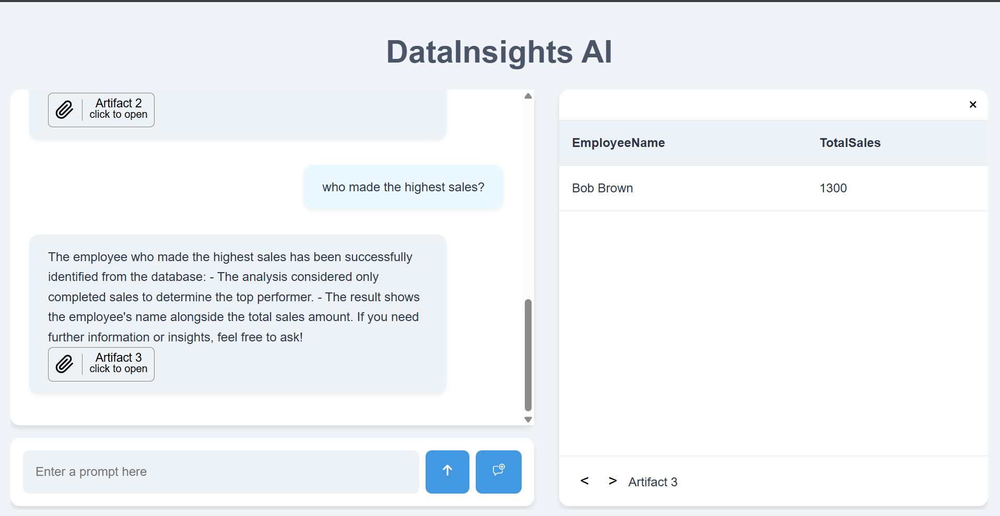 DataInsights AI
Artifact 2
click to open
who made the highest sales?
The employee who made the highest sales has been successfully
identified from the database: - The analysis considered only
completed sales to determine the top performer. - The result shows
the employee's name alongside the total sales amount. If you need
further information or insights, feel free to ask!
Artifact 3
click to open
Enter a prompt here
×
EmployeeName TotalSales
Bob Brown 1300
< > Artifact 3